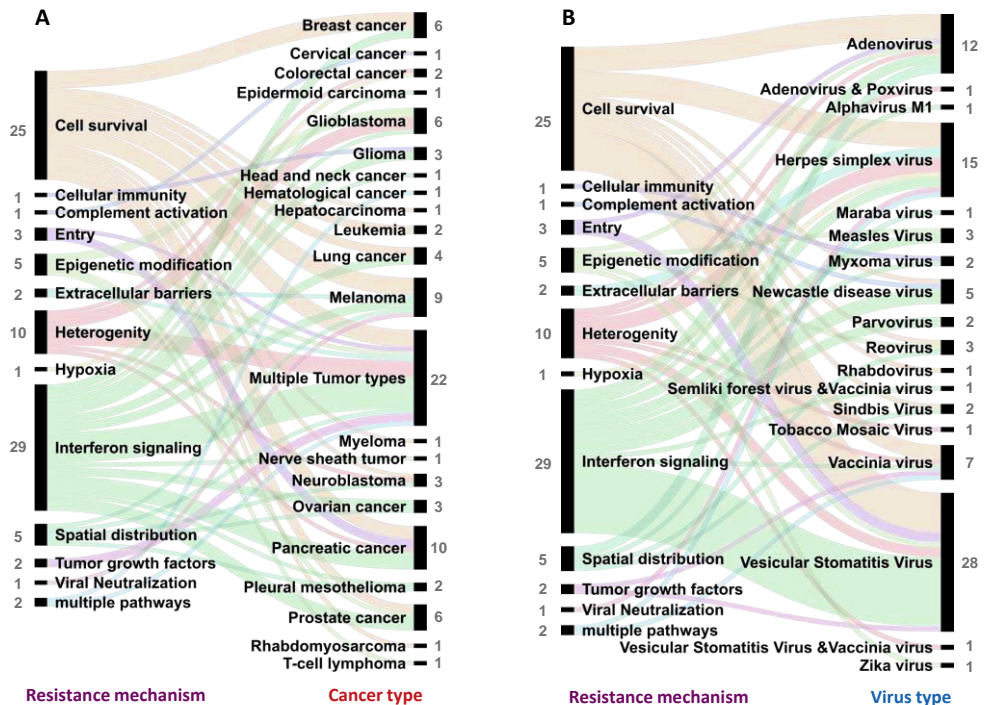 A
25 Cell survival
1 Cellular immunity
1 Complement activation
3 Entry
5 Epigenetic modification
2 Extracellular barriers
10 Heterogenity
1 Hypoxia
29 Interferon signaling
5 Spatial distribution
2 Tumor growth factors
1 Viral Neutralization
2 multiple pathways
Resistance mechanism
Breast cancer 6
Cervical cancer 1
Colorectal cancer 2
Epidermoid carcinoma 1
Glioblastoma 6
Glioma 3
Head and neck cancer 1
Hematological cancer 1
Hepatocarcinoma 1
Leukemia 2
Lung cancer 4
Melanoma 9
Multiple Tumor types 22
Myeloma 1
Nerve sheath tumor 1
Neuroblastoma 3
Ovarian cancer 3
Pancreatic cancer 10
Pleural mesothelioma 2
Prostate cancer 6
Rhabdomyosarcoma 1
T-cell lymphoma 1
Cancer type
B
25 Cell survival
1 Cellular immunity
1 Complement activation
3 Entry
5 Epigenetic modification
2 Extracellular barriers
10 Heterogenity
1 Hypoxia
29 Interferon signaling
5 Spatial distribution
2 Tumor growth factors
1 Viral Neutralization
2 multiple pathways
Resistance mechanism
Adenovirus 12
Adenovirus & Poxvirus 1
Alphavirus M1 1
Herpes simplex virus 15
Maraba virus 1
Measles Virus 3
Myxoma virus 2
Newcastle disease virus 5
Parvovirus 2
Reovirus 3
Rhabdovirus 1
Semliki forest virus &Vaccinia virus 1
Sindbis Virus 2
Tobacco Mosaic Virus 1
Vaccinia virus 7
Vesicular Stomatitis Virus 28
Vesicular Stomatitis Virus &Vaccinia virus 1
Zika virus 1
Virus type